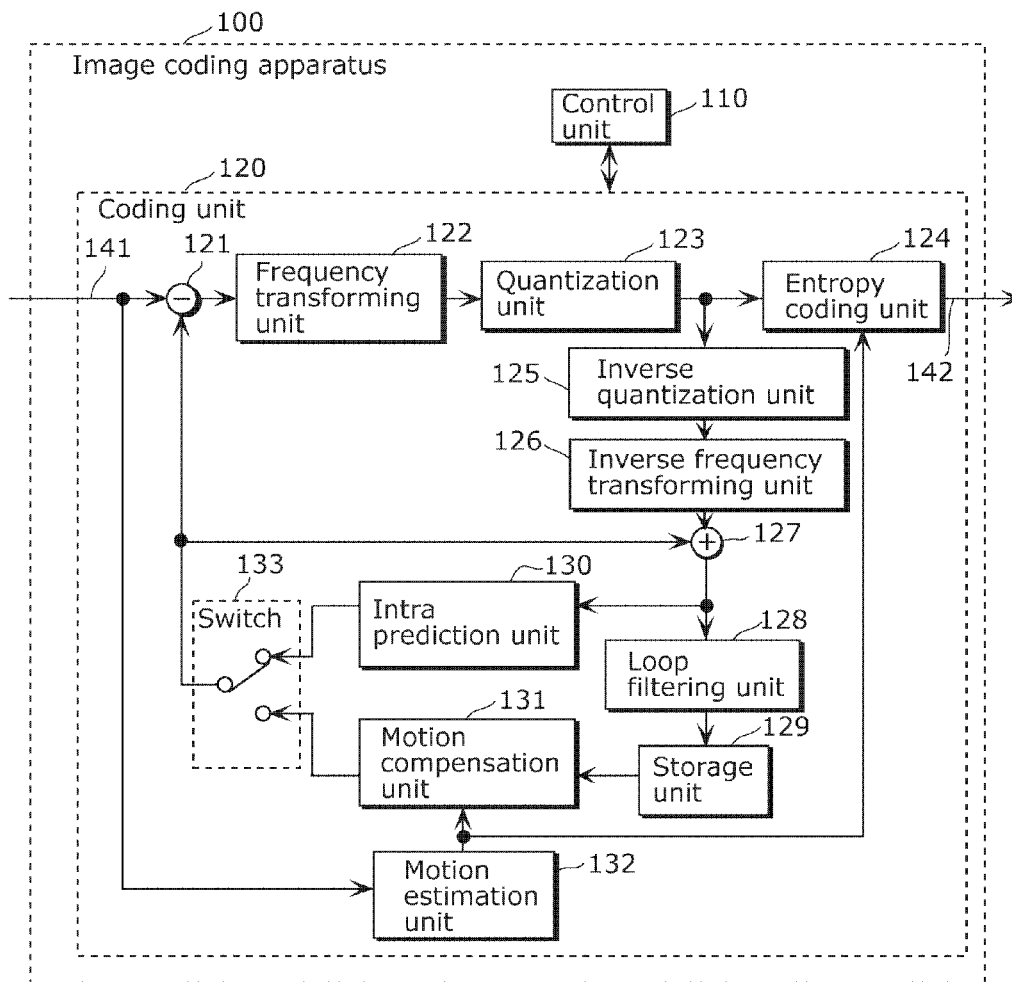 100
Image coding apparatus
Control
unit
110
120
Coding unit
141
121
122
Frequency
transforming
unit
123
Quantization
unit
124
Entropy
coding unit
142
125
Inverse
quantization unit
126
Inverse frequency
transforming unit
127
133
Switch
130
Intra
prediction unit
128
Loop
filtering unit
131
Motion
compensation
unit
129
Storage
unit
Motion
estimation
unit
132